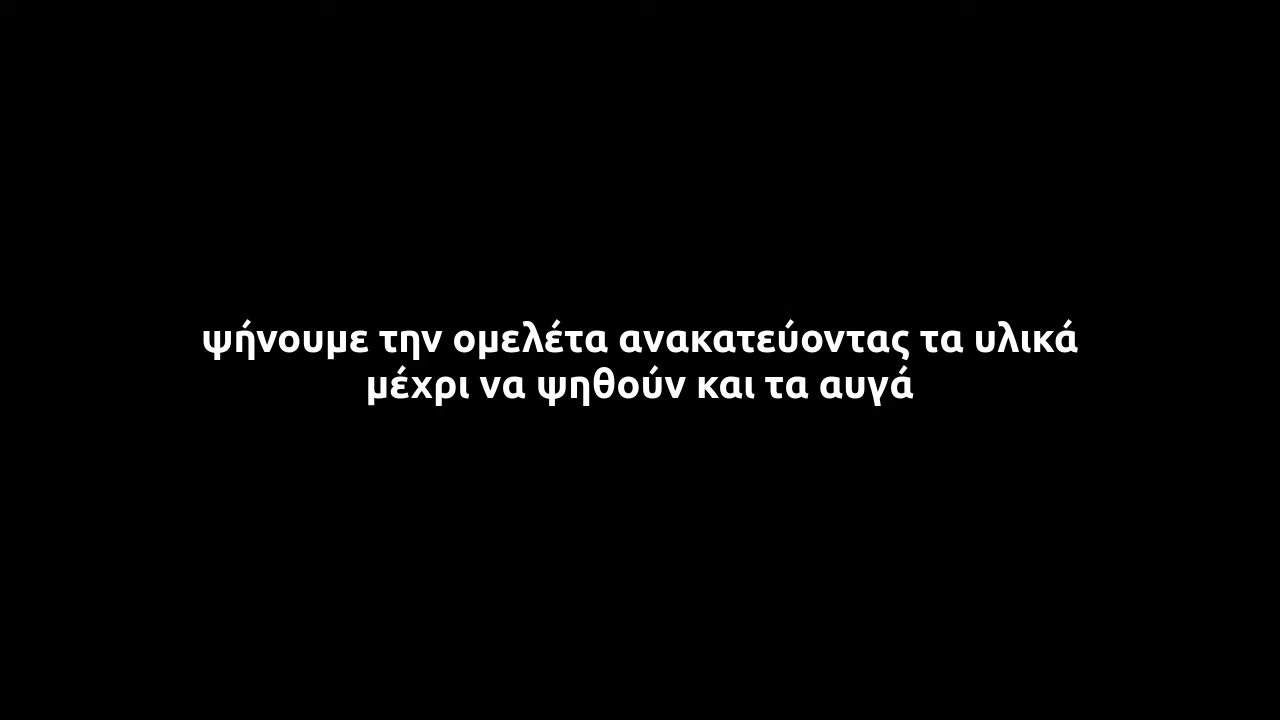 ψήνουμε την ομελέτα ανακατεύοντας τα υλικά
μέχρι να ψηθούν και τα αυγά